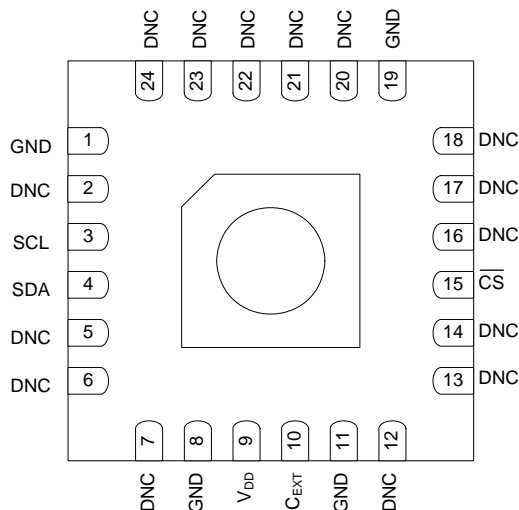 DNC DNC DNC DNC DNC GND
24 23 22 21 20 19
GND 1
DNC 2
SCL 3
SDA 4
DNC 5
DNC 6
18 DNC
17 DNC
16 DNC
15 C̅S̅
14 DNC
13 DNC
7 8 9 10 11 12
DNC GND VDD CEXT GND DNC